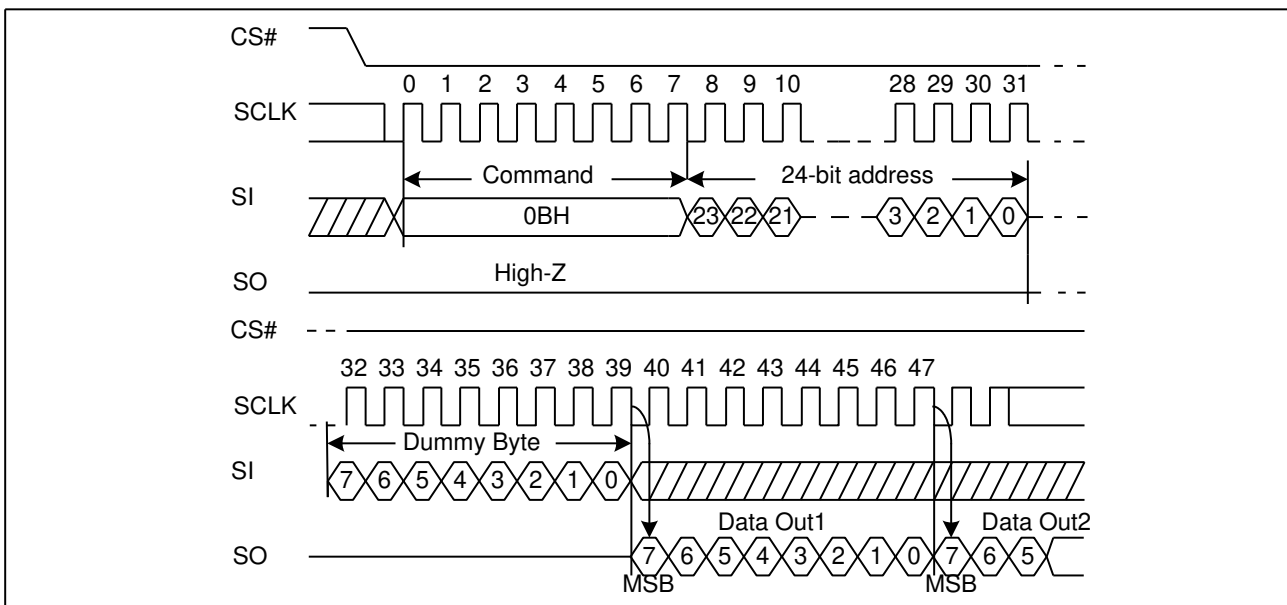 CS#
0 1 2 3 4 5 6 7 8 9 10 28 29 30 31
SCLK
Command 24-bit address
SI
0BH 23 22 21 3 2 1 0
High-Z
SO
CS#
32 33 34 35 36 37 38 39 40 41 42 43 44 45 46 47
SCLK
Dummy Byte
SI
7 6 5 4 3 2 1 0
Data Out1 Data Out2
SO
7 6 5 4 3 2 1 0 7 6 5
MSB MSB